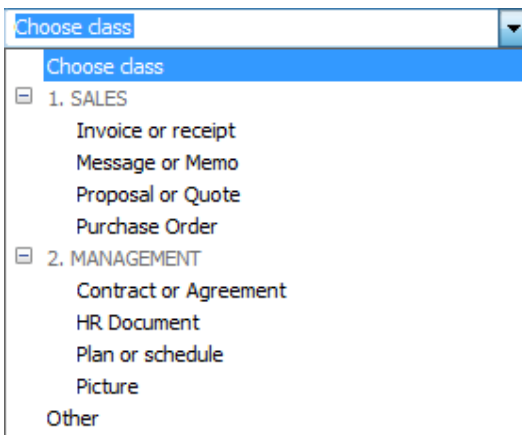 Choose class
Choose class
1. SALES
Invoice or receipt
Message or Memo
Proposal or Quote
Purchase Order
2. MANAGEMENT
Contract or Agreement
HR Document
Plan or schedule
Picture
Other